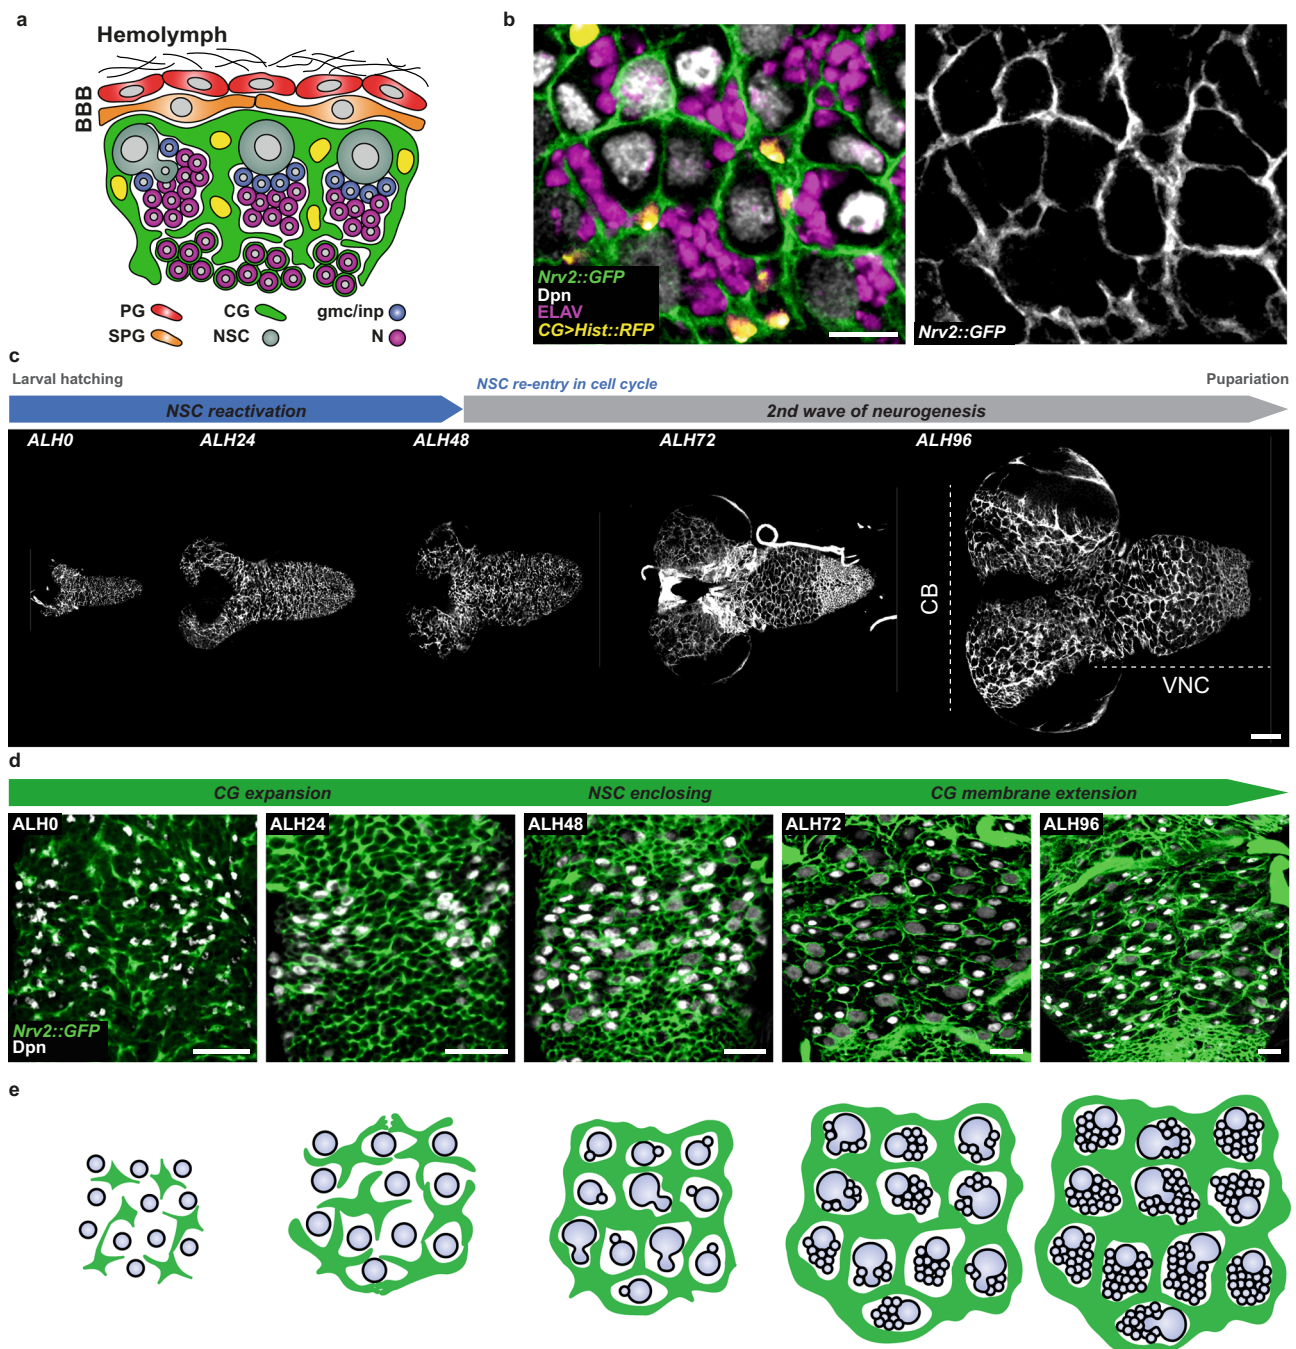 a
Hemolymph
BBB
PG
CG
gmc/inp
SPG
NSC
N
b
Nrv2::GFP
Dpn
ELAV
CG>Hist::RFP
Nrv2::GFP
c
Larval hatching
NSC re-entry in cell cycle
Pupariation
NSC reactivation
2nd wave of neurogenesis
ALH0
ALH24
ALH48
ALH72
ALH96
CB
VNC
d
CG expansion
NSC enclosing
CG membrane extension
ALH0
ALH24
ALH48
ALH72
ALH96
Nrv2::GFP
Dpn
e